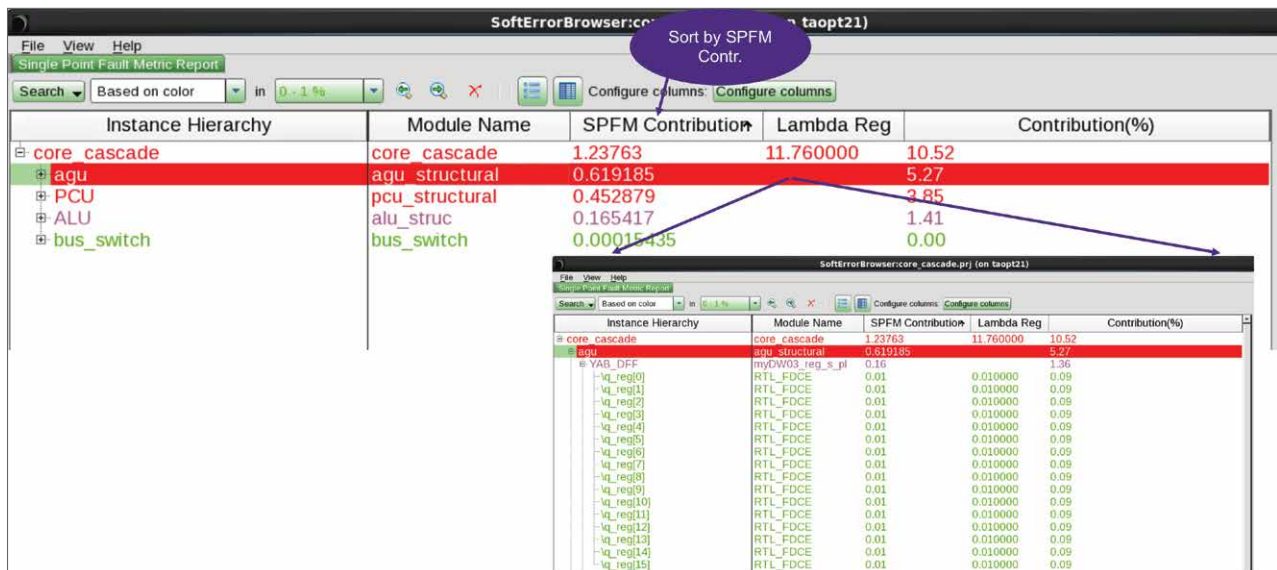 SoftErrorBrowser:co n taopt21)
Sort by SPFM
Contr.
File View Help
Single Point Fault Metric Report
Search Based on color in 0 - 1 % Configure columns: Configure columns
Instance Hierarchy Module Name SPFM Contribution Lambda Reg Contribution(%)
core_cascade core_cascade 1.23763 11.760000 10.52
agu agu_structural 0.619185 5.27
PCU pcu_structural 0.452879 3.85
ALU alu_struc 0.165417 1.41
bus_switch bus_switch 0.00015435 0.00
SoftErrorBrowser:core_cascade.prj (on taopt21)
File View Help
Single Point Fault Metric Report
Search Based on color in 0 - 1 % Configure columns: Configure columns
Instance Hierarchy Module Name SPFM Contribution Lambda Reg Contribution(%)
core_cascade core_cascade 1.23763 11.760000 10.52
agu agu_structural 0.619185 5.27
YAB_DFF myDW03_reg_s_pl 0.16 1.36
\q_reg[0] RTL_FDCE 0.01 0.010000 0.09
\q_reg[1] RTL_FDCE 0.01 0.010000 0.09
\q_reg[2] RTL_FDCE 0.01 0.010000 0.09
\q_reg[3] RTL_FDCE 0.01 0.010000 0.09
\q_reg[4] RTL_FDCE 0.01 0.010000 0.09
\q_reg[5] RTL_FDCE 0.01 0.010000 0.09
\q_reg[6] RTL_FDCE 0.01 0.010000 0.09
\q_reg[7] RTL_FDCE 0.01 0.010000 0.09
\q_reg[8] RTL_FDCE 0.01 0.010000 0.09
\q_reg[9] RTL_FDCE 0.01 0.010000 0.09
\q_reg[10] RTL_FDCE 0.01 0.010000 0.09
\q_reg[11] RTL_FDCE 0.01 0.010000 0.09
\q_reg[12] RTL_FDCE 0.01 0.010000 0.09
\q_reg[13] RTL_FDCE 0.01 0.010000 0.09
\q_reg[14] RTL_FDCE 0.01 0.010000 0.09
\q_reg[15] RTL_FDCE 0.01 0.010000 0.09